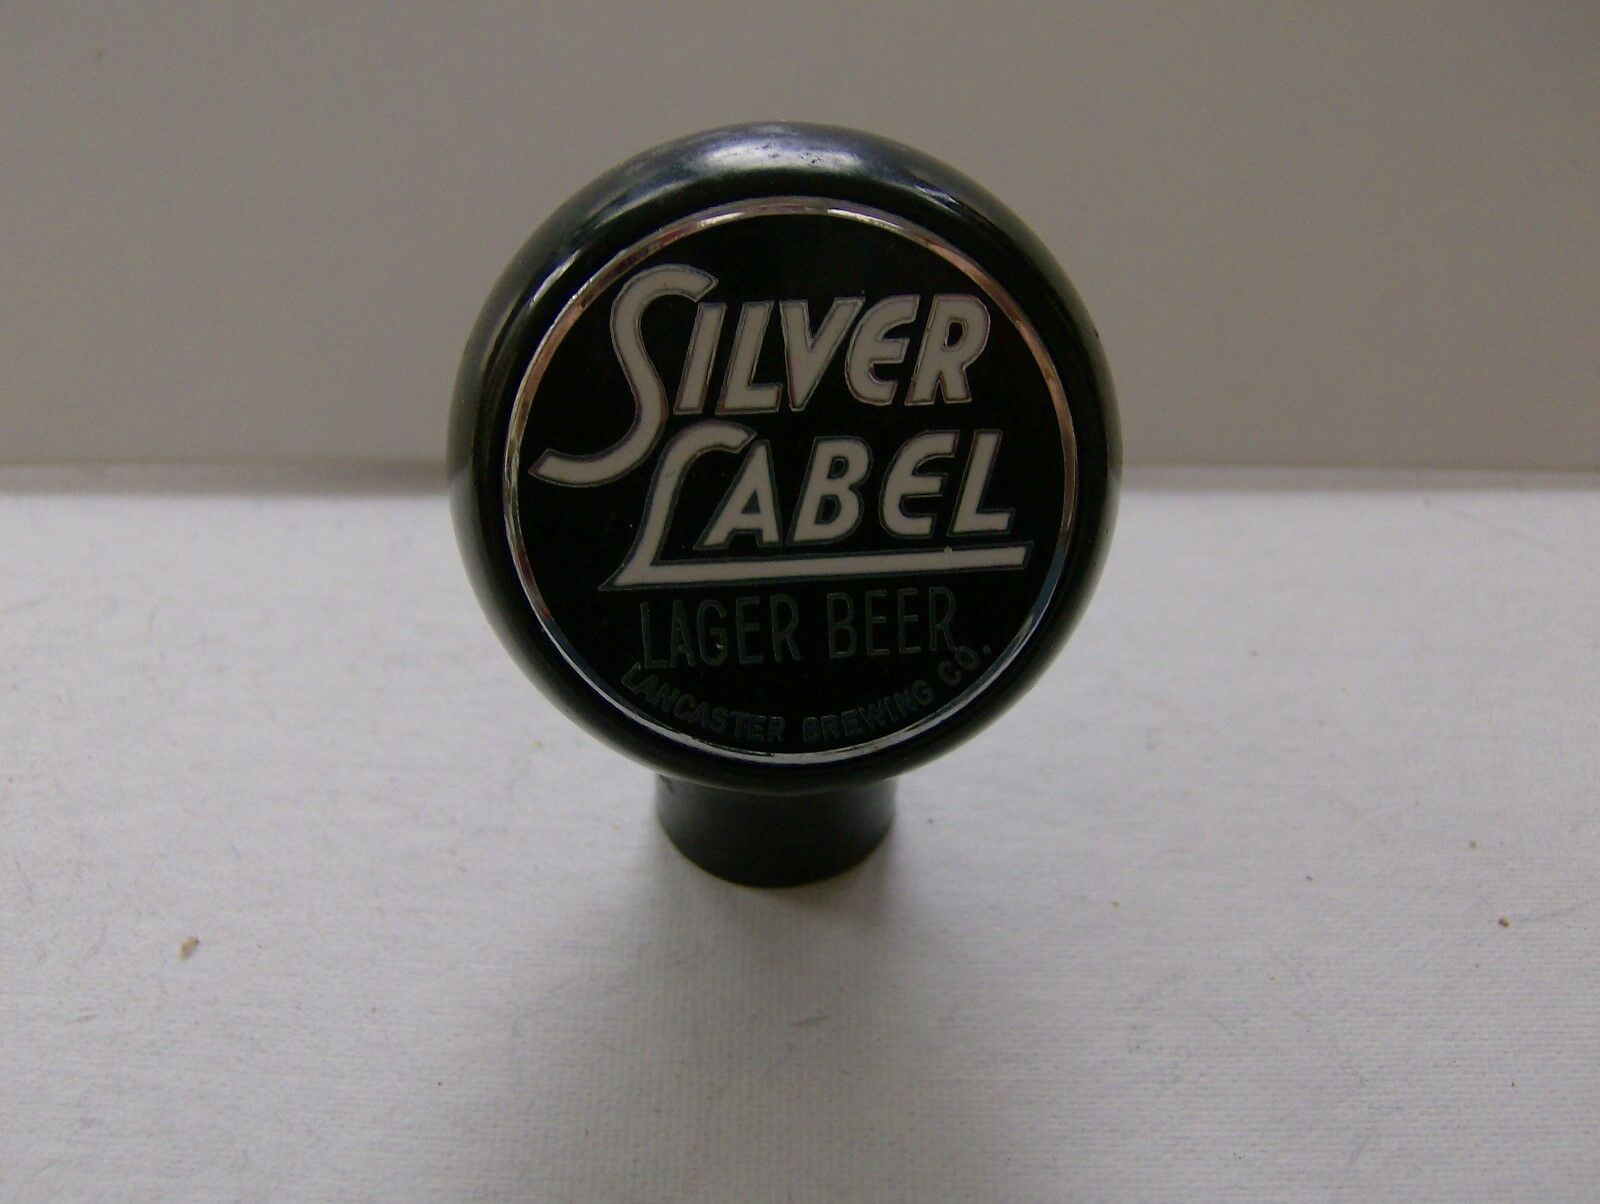 SILVER
LABEL
LAGER BEER
LANCASTER BREWING CO.